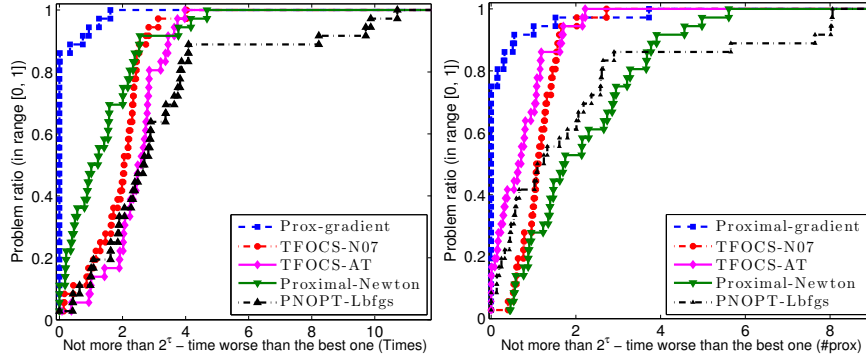 Problem ratio (in range [0, 1])
1
0.8
0.6
0.4
0.2
0
0 2 4 6 8 10
Not more than 2^τ − time worse than the best one (Times)
Prox-gradient
TFOCS-N07
TFOCS-AT
Proximal-Newton
PNOPT-Lbfgs
Problem ratio (in range [0, 1])
1
0.8
0.6
0.4
0.2
0
0 2 4 6 8
Not more than 2^τ − time worse than the best one (#prox)
Proximal-gradient
TFOCS-N07
TFOCS-AT
Proximal-Newton
PNOPT-Lbfgs